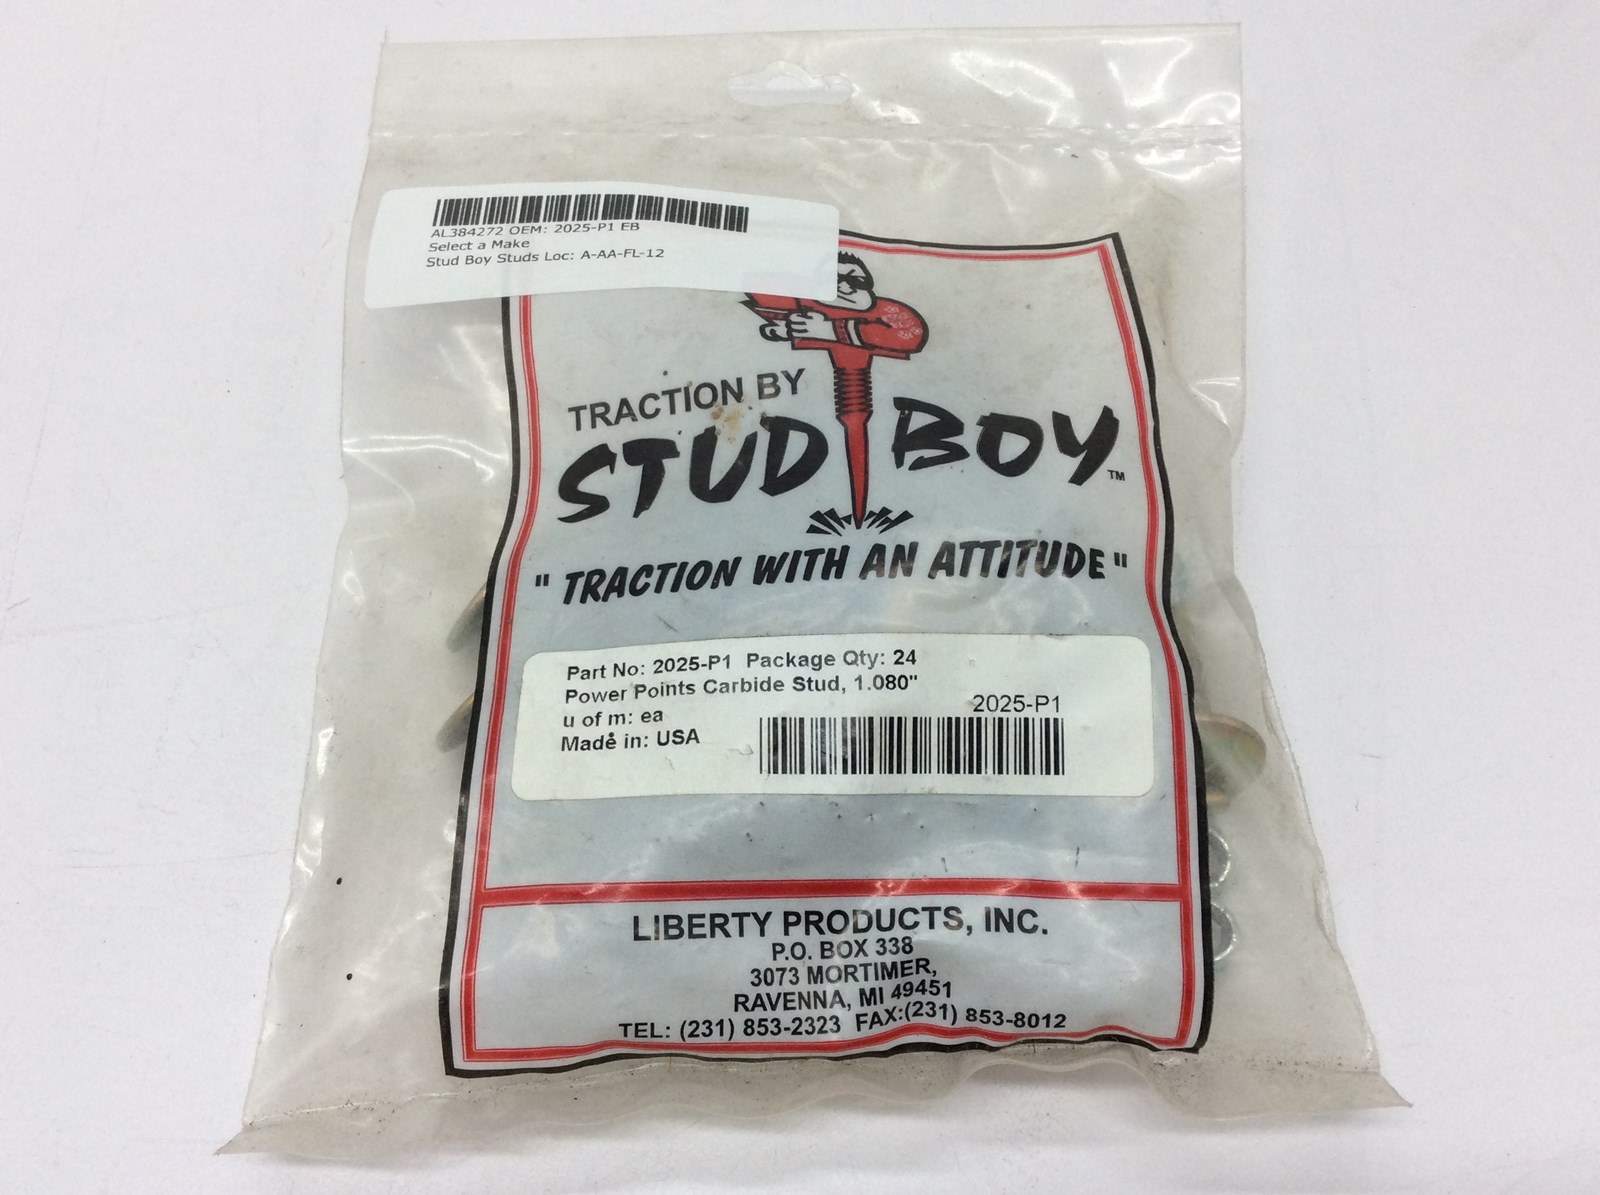 AL384272 OEM: 2025-P1 EB
Select a Make
Stud Boy Studs Loc: A-AA-FL-12
TRACTION BY
STUD BOY™
"TRACTION WITH AN ATTITUDE"
Part No: 2025-P1 Package Qty: 24
Power Points Carbide Stud, 1.080"
u of m: ea
2025-P1
Made in: USA
LIBERTY PRODUCTS, INC.
P.O. BOX 338
3073 MORTIMER,
RAVENNA, MI 49451
TEL: (231) 853-2323 FAX:(231) 853-8012